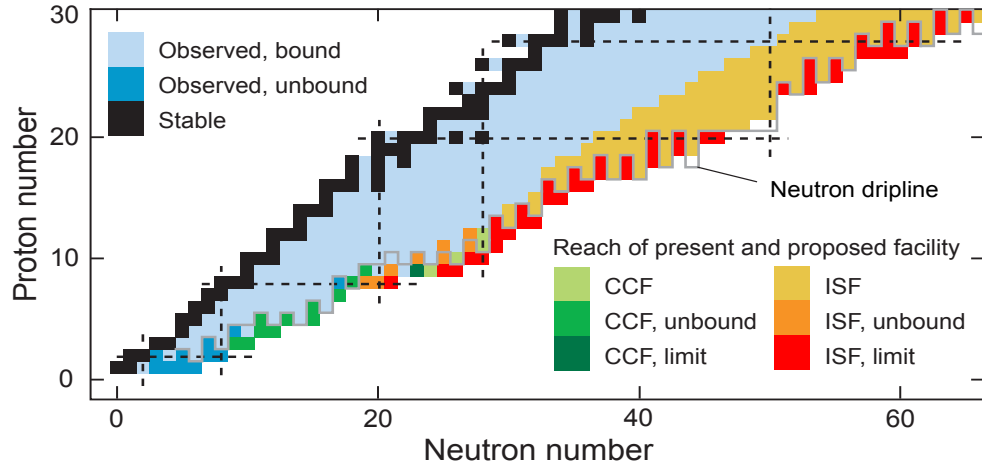 30
Observed, bound
Observed, unbound
Stable
20
Proton number
Neutron dripline
10
Reach of present and proposed facility
CCF
ISF
CCF, unbound
ISF, unbound
CCF, limit
ISF, limit
0
0
20
40
60
Neutron number